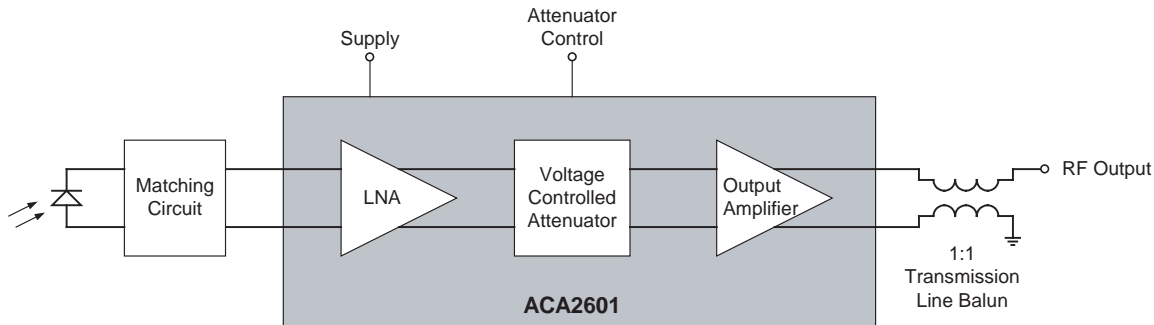 Attenuator
Control
Supply
Matching
Circuit
LNA
Voltage
Controlled
Attenuator
Output
Amplifier
RF Output
1:1
Transmission
Line Balun
ACA2601